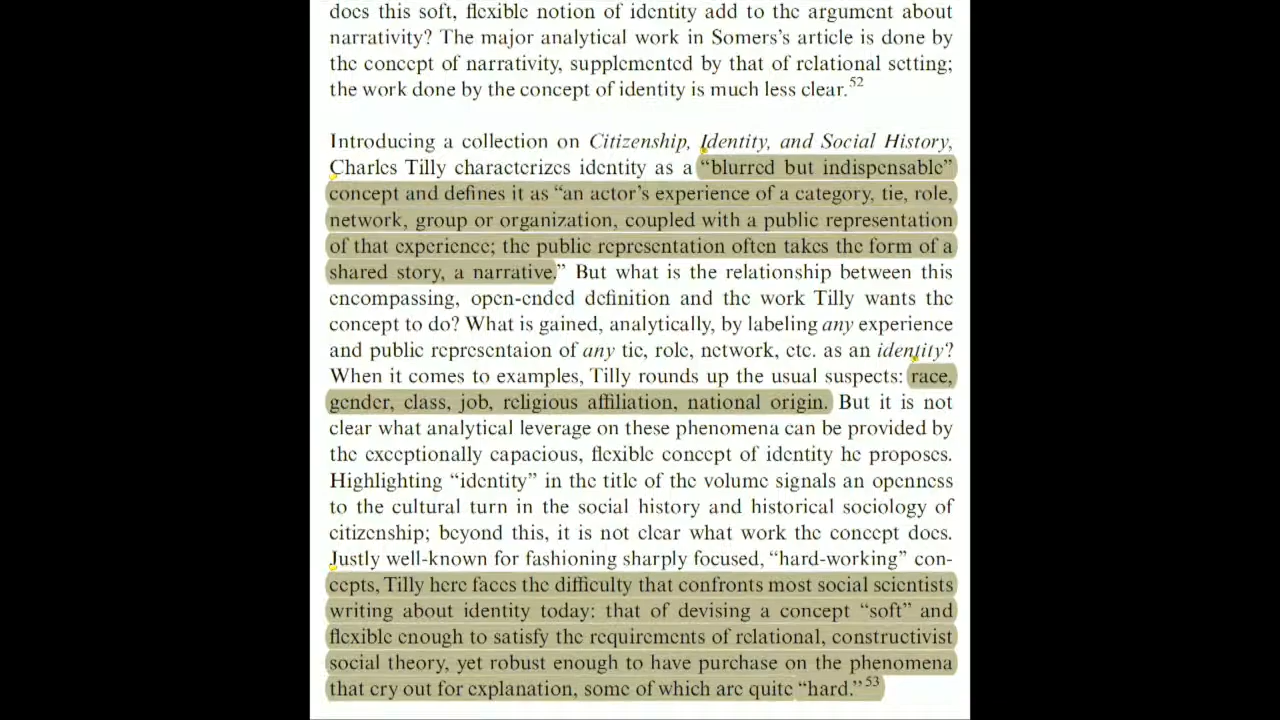 does this soft, flexible notion of identity add to the argument about
narrativity? The major analytical work in Somers's article is done by
the concept of narrativity, supplemented by that of relational setting;
the work done by the concept of identity is much less clear.52
Introducing a collection on Citizenship, Identity, and Social History,
Charles Tilly characterizes identity as a “blurred but indispensable”
concept and defines it as “an actor's experience of a category, tie, role,
network, group or organization, coupled with a public representation
of that experience; the public representation often takes the form of a
shared story, a narrative.” But what is the relationship between this
encompassing, open-ended definition and the work Tilly wants the
concept to do? What is gained, analytically, by labeling any experience
and public representaion of any tie, role, network, etc. as an identity?
When it comes to examples, Tilly rounds up the usual suspects: race,
gender, class, job, religious affiliation, national origin. But it is not
clear what analytical leverage on these phenomena can be provided by
the exceptionally capacious, flexible concept of identity he proposes.
Highlighting “identity” in the title of the volume signals an openness
to the cultural turn in the social history and historical sociology of
citizenship; beyond this, it is not clear what work the concept does.
Justly well-known for fashioning sharply focused, “hard-working” con-
cepts, Tilly here faces the difficulty that confronts most social scientists
writing about identity today: that of devising a concept “soft” and
flexible enough to satisfy the requirements of relational, constructivist
social theory, yet robust enough to have purchase on the phenomena
that cry out for explanation, some of which are quite “hard.”53